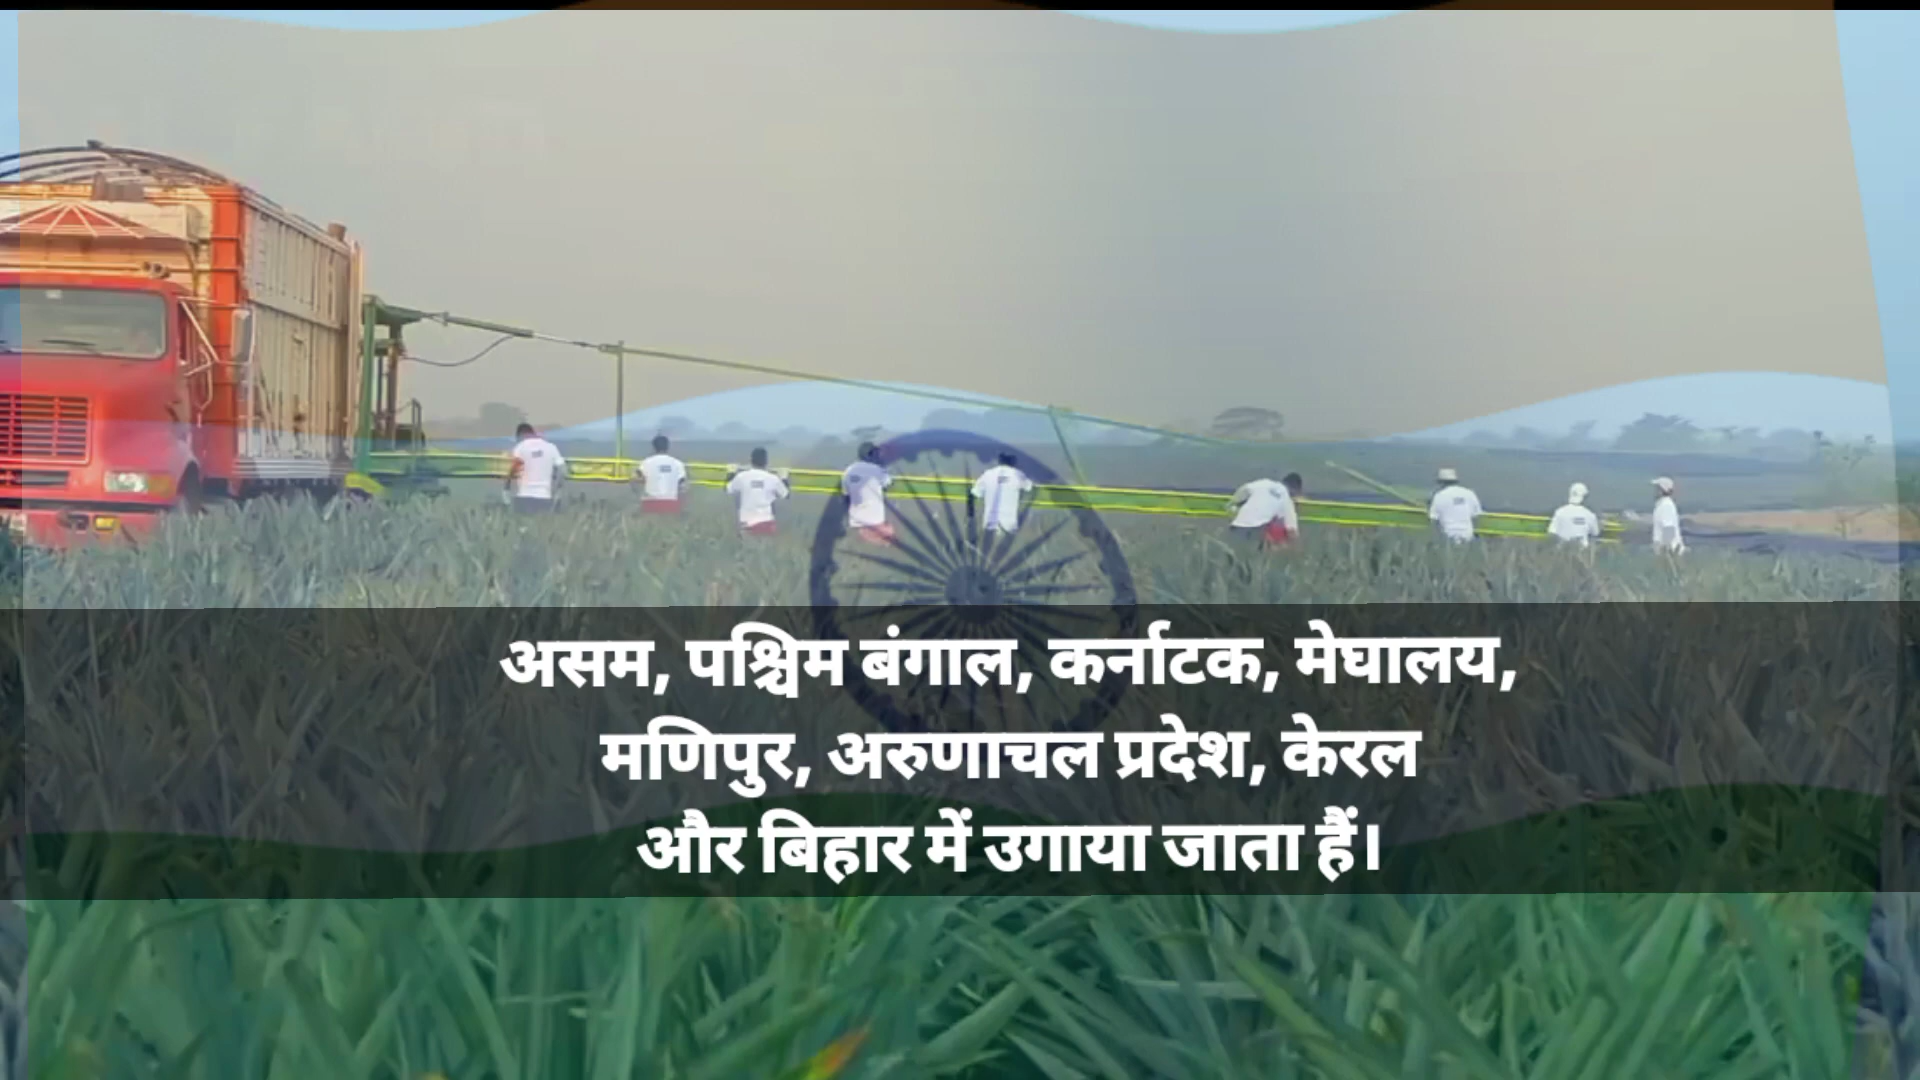 असम, पश्चिम बंगाल, कर्नाटक, मेघालय,
मणिपुर, अरुणाचल प्रदेश, केरल
और बिहार में उगाया जाता हैं।